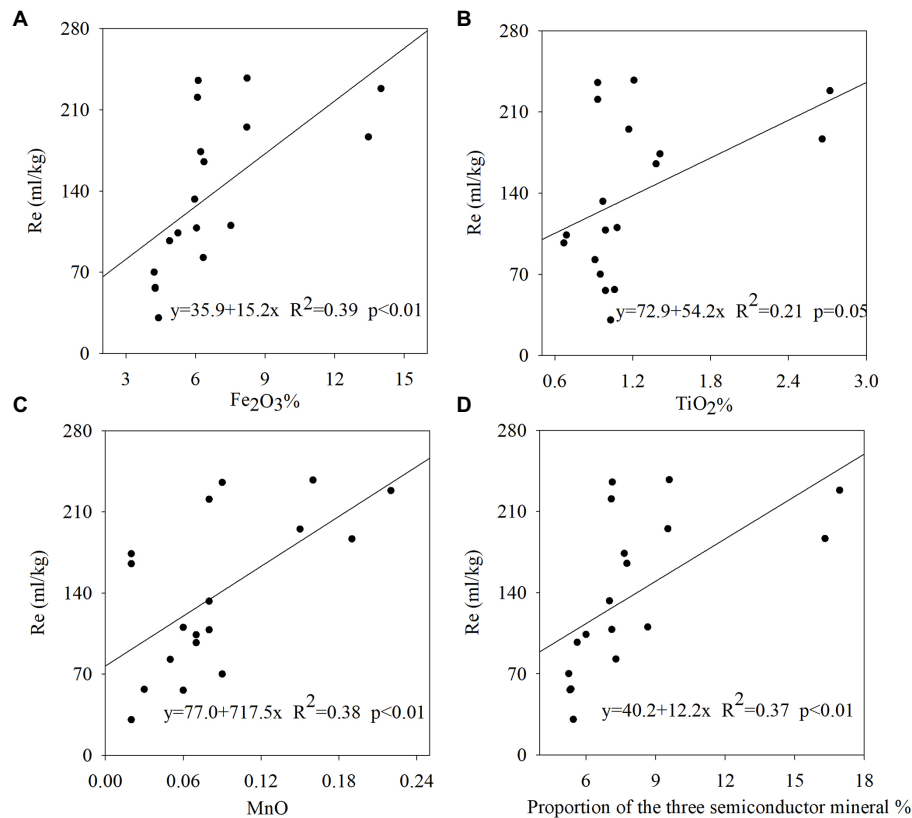 A
280
210
140
70
0
Re (ml/kg)
y=35.9+15.2x R²=0.39 p<0.01
3 6 9 12 15
Fe₂O₃%
B
280
210
140
70
0
Re (ml/kg)
y=72.9+54.2x R²=0.21 p=0.05
0.6 1.2 1.8 2.4 3.0
TiO₂%
C
280
210
140
70
0
Re (ml/kg)
y=77.0+717.5x R²=0.38 p<0.01
0.00 0.06 0.12 0.18 0.24
MnO
D
280
210
140
70
0
Re (ml/kg)
y=40.2+12.2x R²=0.37 p<0.01
6 9 12 15 18
Proportion of the three semiconductor mineral %